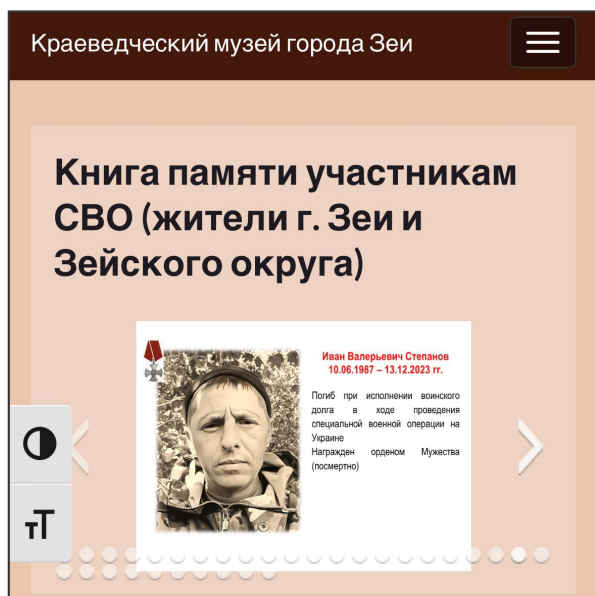 Краеведческий музей города Зеи
Книга памяти участникам
СВО (жители г. Зеи и
Зейского округа)
Иван Валерьевич Степанов
10.06.1987 – 13.12.2023 гг.
Погиб при исполнении воинского
долга в ходе проведения
специальной военной операции на
Украине
Награжден орденом Мужества
(посмертно)
тТ